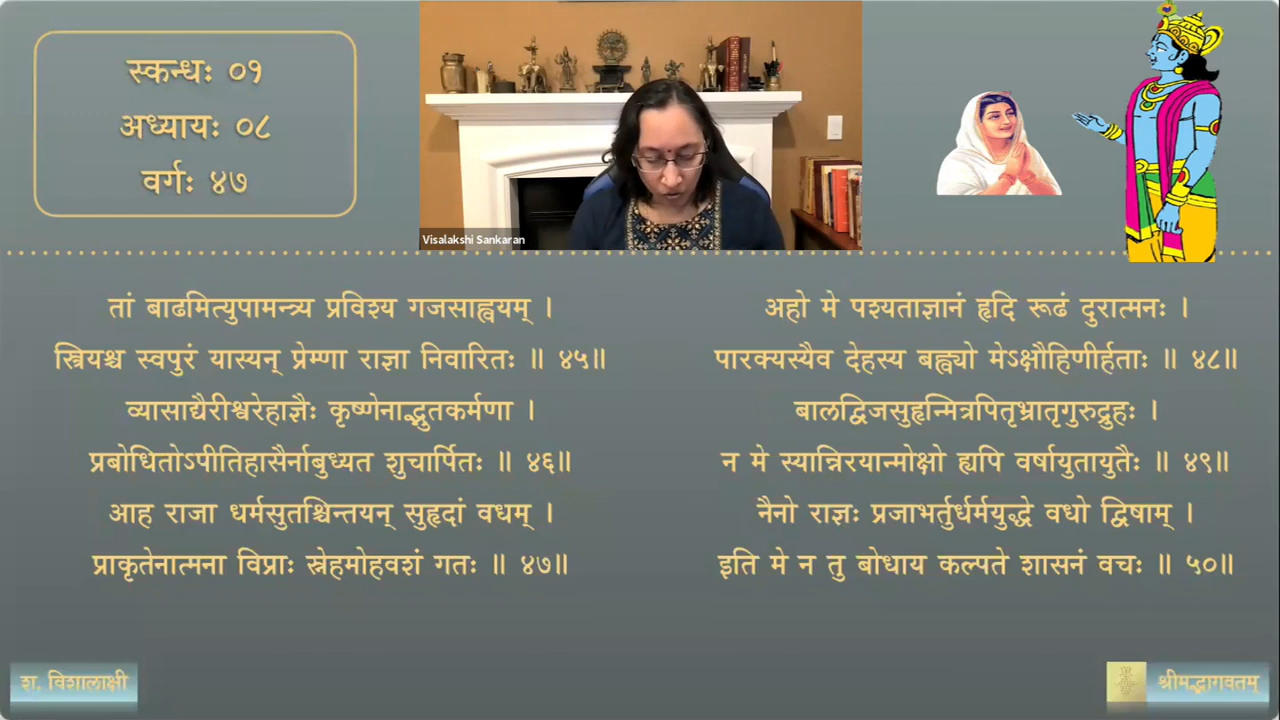 स्कन्धः ०१
अध्यायः ०८
वर्गः ४७
Visalakshi Sankaran
तां बाढमित्युपामन्त्र्य प्रविश्य गजसाह्वयम् ।
स्त्रियश्च स्वपुरं यास्यन् प्रेम्णा राज्ञा निवारितः ॥ ४५॥
व्यासाद्यैरीश्वरेहाज्ञैः कृष्णेनाद्भुतकर्मणा ।
प्रबोधितोऽपीतिहासैर्नाबुध्यत शुचार्पितः ॥ ४६॥
आह राजा धर्मसुतश्चिन्तयन् सुहृदां वधम् ।
प्राकृतेनात्मना विप्राः स्नेहमोहवशं गतः ॥ ४७॥
अहो मे पश्यताज्ञानं हृदि रूढं दुरात्मनः ।
पारक्यस्यैव देहस्य बह्व्यो मेऽक्षौहिणीर्हताः ॥ ४८॥
बालद्विजसुहृन्मित्रपितृभ्रातृगुरुद्रुहः ।
न मे स्यान्निरयान्मोक्षो ह्यपि वर्षायुतायुतैः ॥ ४९॥
नैनो राज्ञः प्रजाभर्तुर्धर्मयुद्धे वधो द्विषाम् ।
इति मे न तु बोधाय कल्पते शासनं वचः ॥ ५०॥
श. विशालाक्षी
श्रीमद्भागवतम्